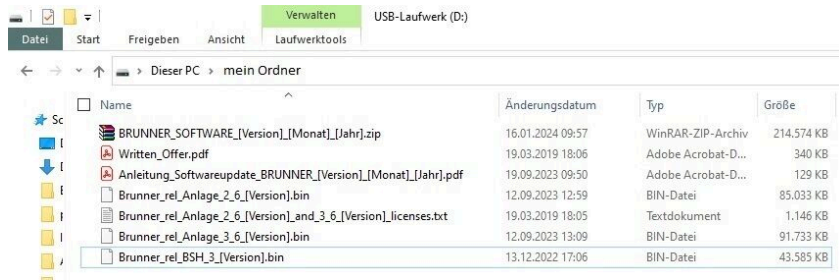 Verwalten USB-Laufwerk (D:)
Datei Start Freigeben Ansicht Laufwerktools
Dieser PC > mein Ordner
Name Änderungsdatum Typ Größe
BRUNNER_SOFTWARE_[Version]_[Monat]_[Jahr].zip 16.01.2024 09:57 WinRAR-ZIP-Archiv 214.574 KB
Written_Offer.pdf 19.03.2019 18:06 Adobe Acrobat-D... 340 KB
Anleitung_Softwareupdate_BRUNNER_[Version]_[Monat]_[Jahr].pdf 19.09.2023 09:50 Adobe Acrobat-D... 129 KB
Brunner_rel_Anlage_2_6_[Version].bin 12.09.2023 12:59 BIN-Datei 85.033 KB
Brunner_rel_Anlage_2_6_[Version]_and_3_6_[Version]_licenses.txt 19.03.2019 18:05 Textdokument 1.146 KB
Brunner_rel_Anlage_3_6_[Version].bin 12.09.2023 13:09 BIN-Datei 91.733 KB
Brunner_rel_BSH_3_[Version].bin 13.12.2022 17:06 BIN-Datei 43.585 KB